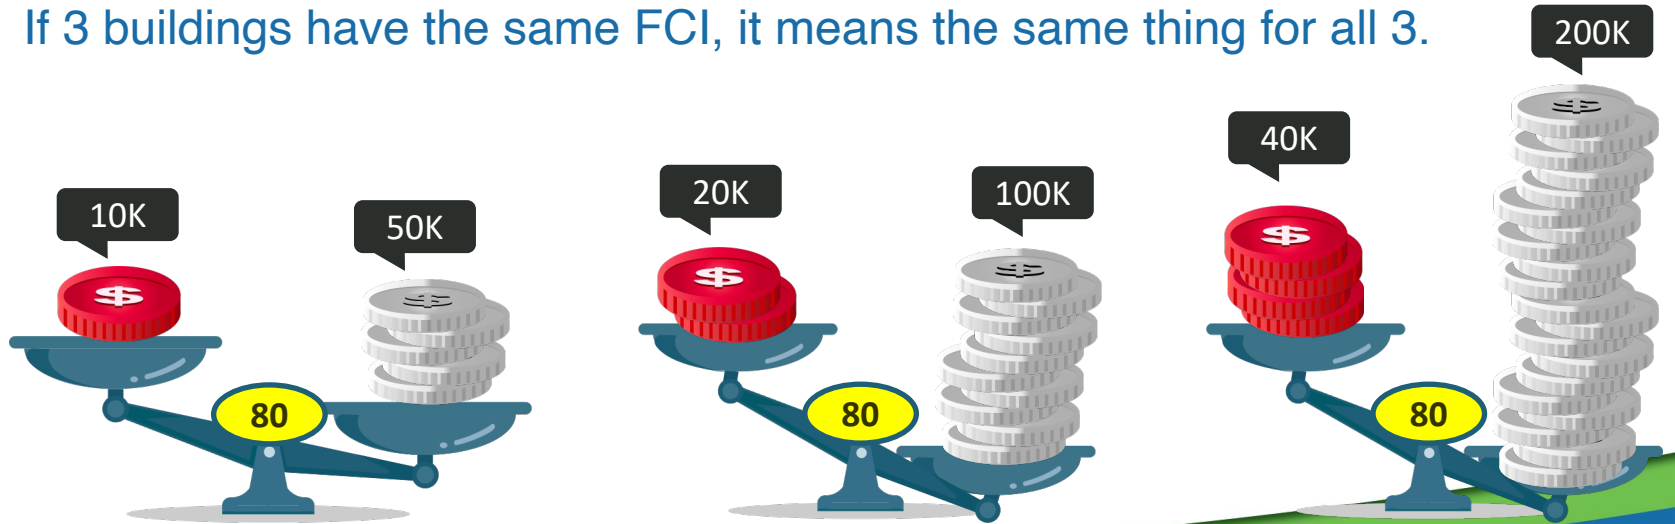 If 3 buildings have the same FCI, it means the same thing for all 3.
10K
50K
80
20K
100K
80
40K
200K
80
$
$
$
$
$
$